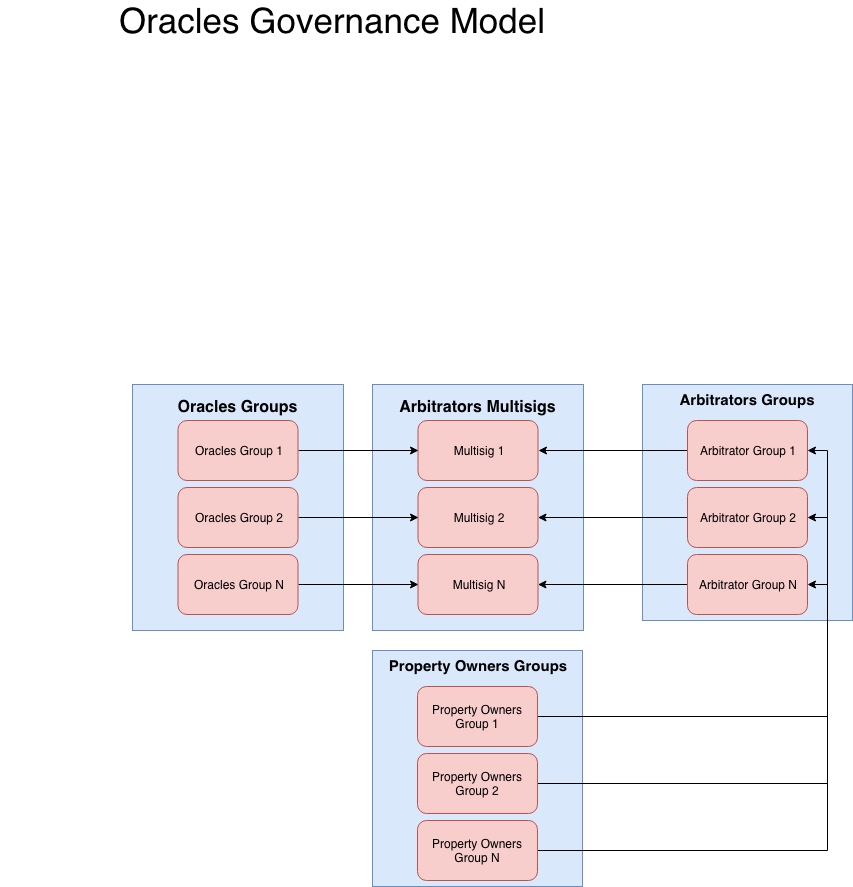 Oracles Governance Model
Oracles Groups
Oracles Group 1
Oracles Group 2
Oracles Group N
Arbitrators Multisigs
Multisig 1
Multisig 2
Multisig N
Arbitrators Groups
Arbitrator Group 1
Arbitrator Group 2
Arbitrator Group N
Property Owners Groups
Property Owners
Group 1
Property Owners
Group 2
Property Owners
Group N